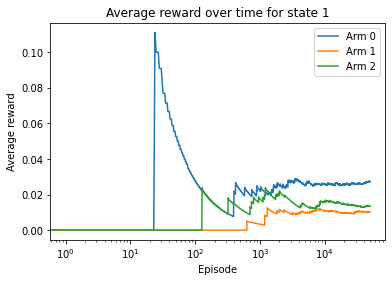 Average reward over time for state 1
Arm 0
Arm 1
Arm 2
Average reward
0.10
0.08
0.06
0.04
0.02
0.00
10⁰
10¹
10²
10³
10⁴
Episode